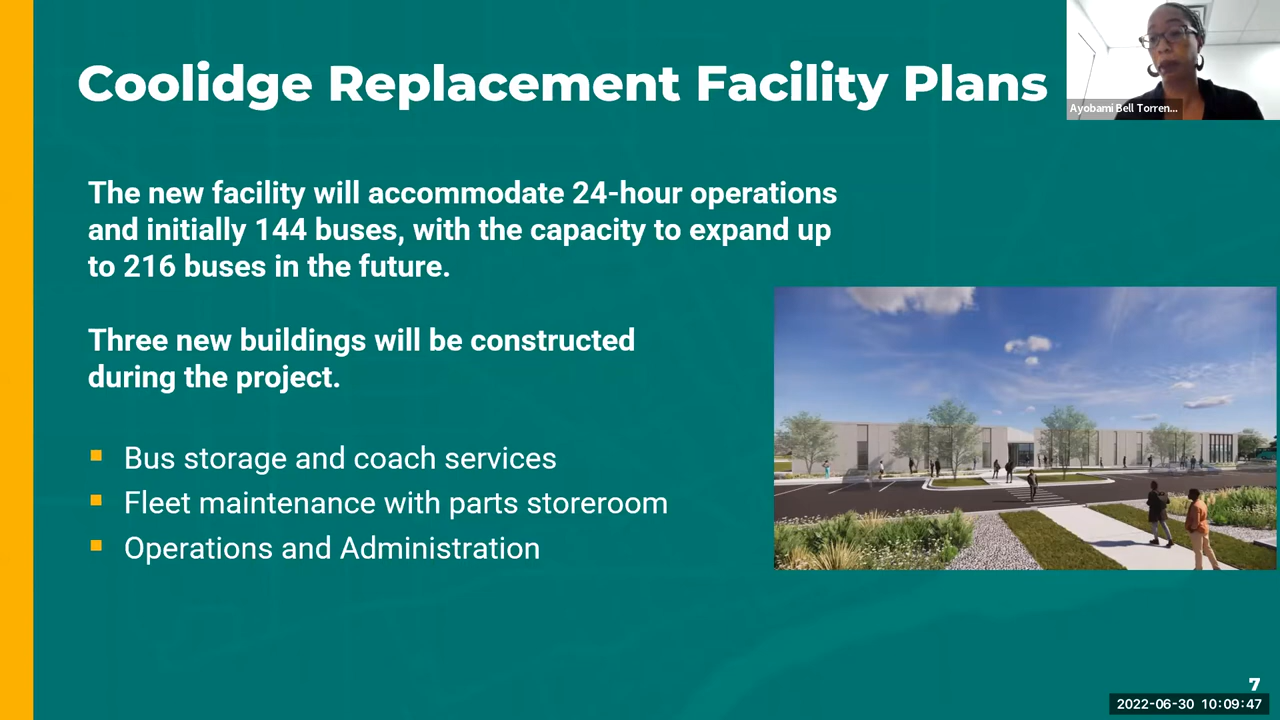 Coolidge Replacement Facility Plans
Ayobami Bell Torren...
The new facility will accommodate 24-hour operations
and initially 144 buses, with the capacity to expand up
to 216 buses in the future.
Three new buildings will be constructed
during the project.
Bus storage and coach services
Fleet maintenance with parts storeroom
Operations and Administration
7
2022-06-30 10:09:47